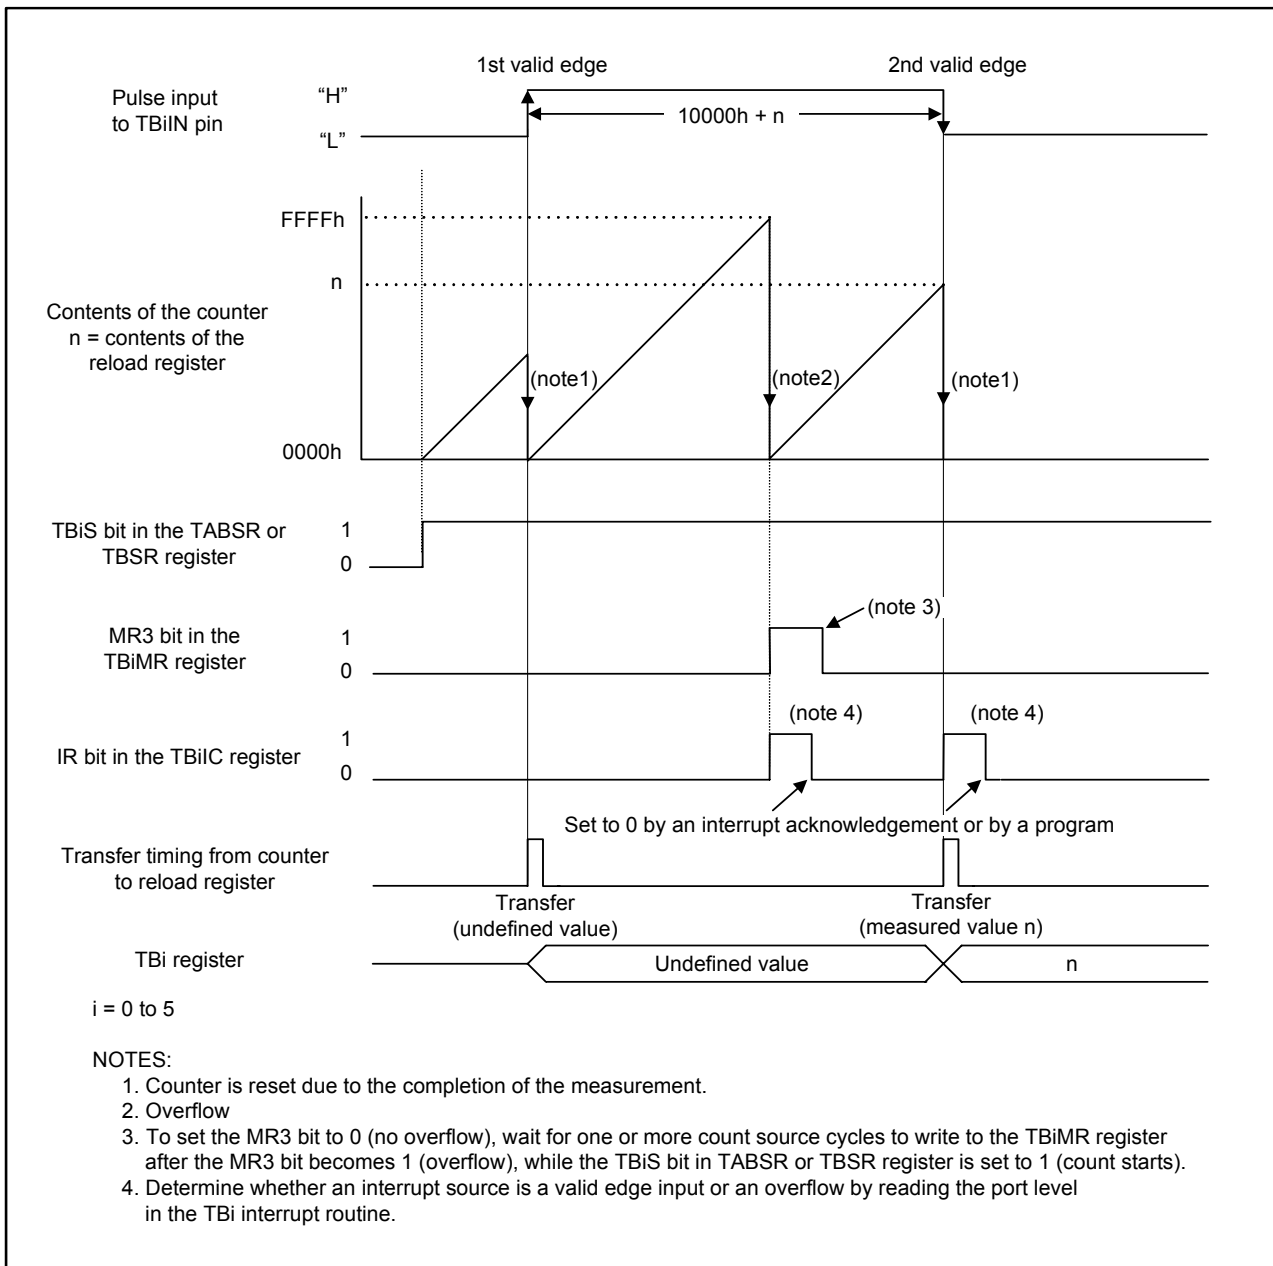 1st valid edge
2nd valid edge
Pulse input
to TBiIN pin
“H”
“L”
10000h + n
FFFFh
n
Contents of the counter
n = contents of the
reload register
(note1)
(note2)
(note1)
0000h
TBiS bit in the TABSR or
TBSR register
1
0
(note 3)
MR3 bit in the
TBiMR register
1
0
(note 4)
(note 4)
IR bit in the TBiIC register
1
0
Set to 0 by an interrupt acknowledgement or by a program
Transfer timing from counter
to reload register
Transfer
(undefined value)
Transfer
(measured value n)
TBi register
Undefined value
n
i = 0 to 5
NOTES:
1. Counter is reset due to the completion of the measurement.
2. Overflow
3. To set the MR3 bit to 0 (no overflow), wait for one or more count source cycles to write to the TBiMR register
after the MR3 bit becomes 1 (overflow), while the TBiS bit in TABSR or TBSR register is set to 1 (count starts).
4. Determine whether an interrupt source is a valid edge input or an overflow by reading the port level
in the TBi interrupt routine.